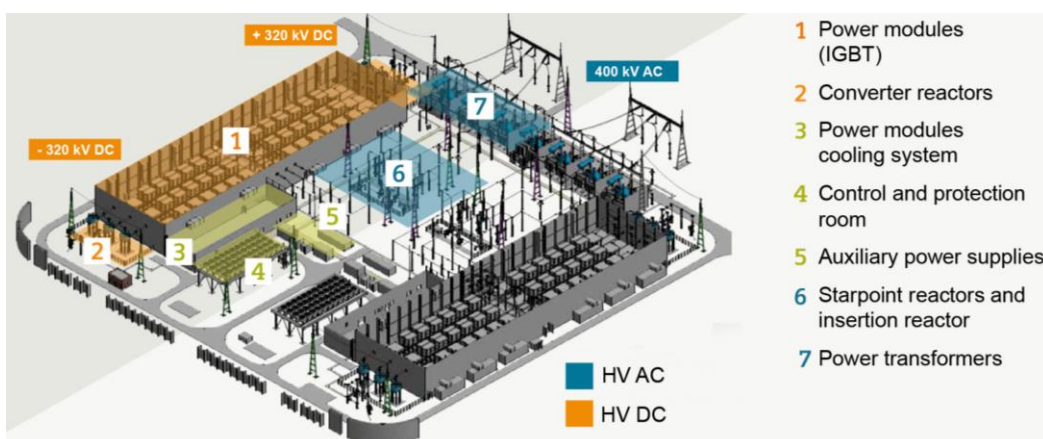 + 320 kV DC
400 kV AC
- 320 kV DC
1
2
3
4
5
6
7
1 Power modules
(IGBT)
2 Converter reactors
3 Power modules
cooling system
4 Control and protection
room
5 Auxiliary power supplies
6 Starpoint reactors and
insertion reactor
7 Power transformers
HV AC
HV DC